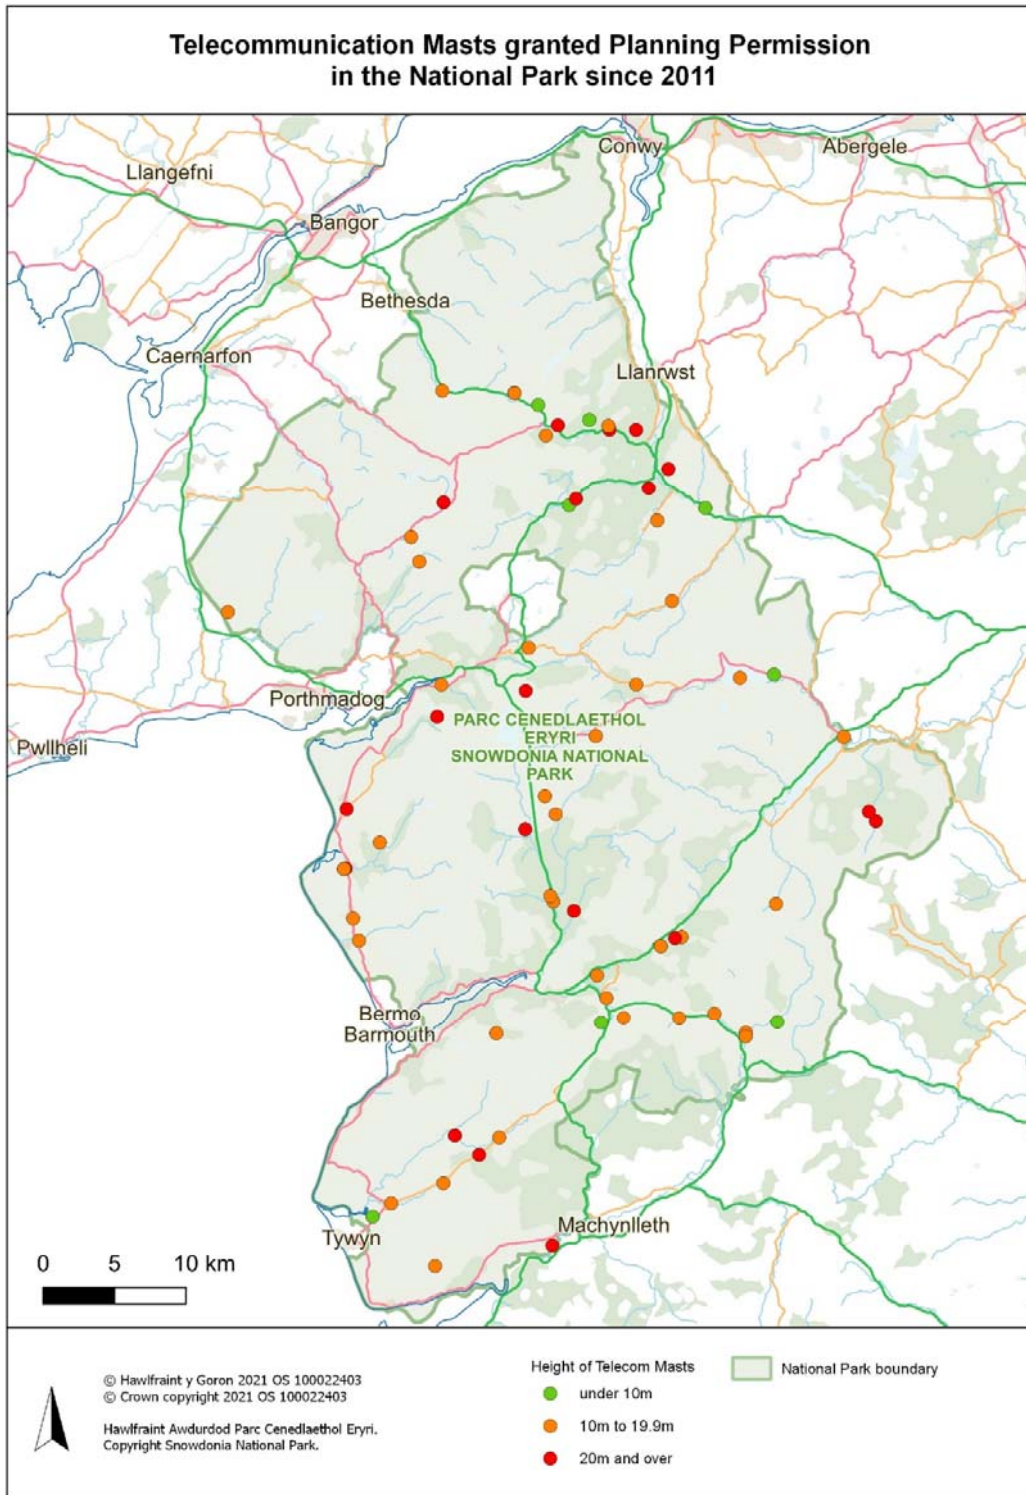 Telecommunication Masts granted Planning Permission
in the National Park since 2011
Conwy
Abergele
Llangefni
Bangor
Bethesda
Caernarfon
Llanrwst
Porthmadog
Pwllheli
PARC CENEDLAETHOL
ERYRI
SNOWDONIA NATIONAL
PARK
Bermo
Barmouth
Machynlleth
Tywyn
0 5 10 km
© Hawlfraint y Goron 2021 OS 100022403
© Crown copyright 2021 OS 100022403
Hawlfraint Awdurdod Parc Cenedlaethol Eryri.
Copyright Snowdonia National Park.
Height of Telecom Masts
under 10m
10m to 19.9m
20m and over
National Park boundary